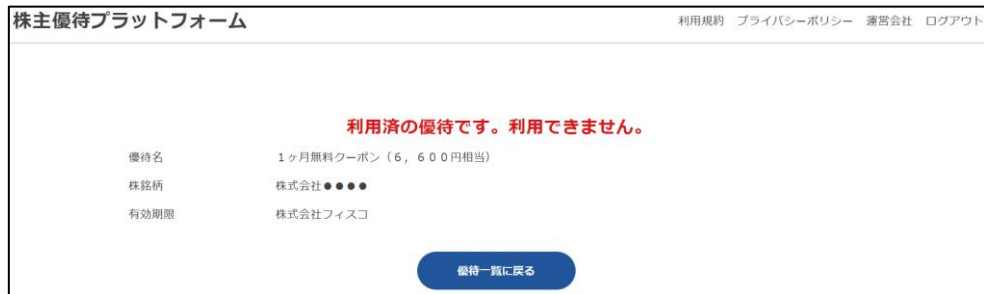 株主優待プラットフォーム
利用規約 プライバシーポリシー 運営会社 ログアウト
利用済の優待です。利用できません。
優待名 1ヶ月無料クーポン（6，600円相当）
株銘柄 株式会社●●●●
有効期限 株式会社フィスコ
優待一覧に戻る